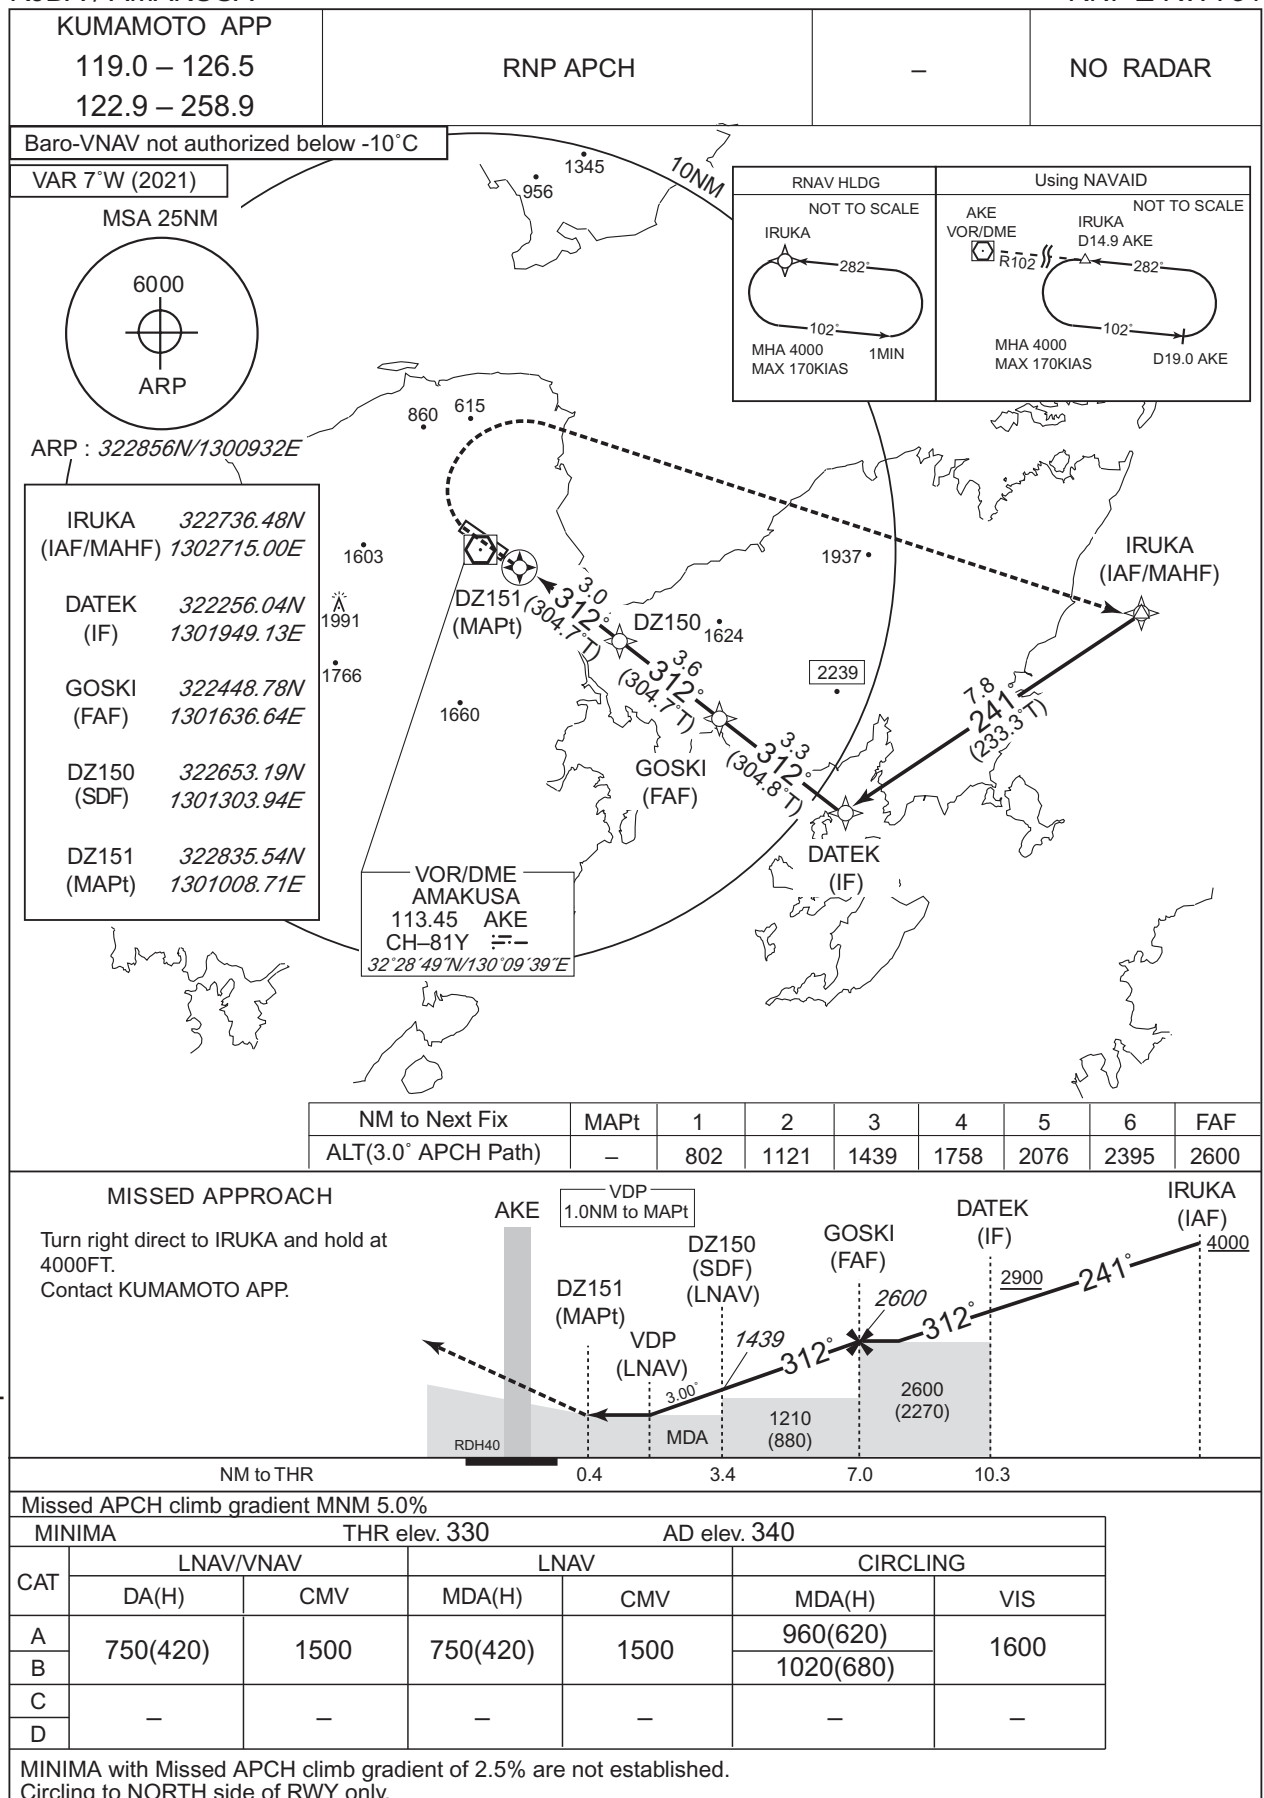 KUMAMOTO APP
119.0 – 126.5
122.9 – 258.9
RNP APCH
–
NO RADAR
Baro-VNAV not authorized below -10°C
VAR 7°W (2021)
MSA 25NM
6000
ARP
ARP : 322856N/1300932E
10NM
1345
956
RNAV HLDG
NOT TO SCALE
IRUKA
282°
102°
MHA 4000
MAX 170KIAS
1MIN
Using NAVAID
NOT TO SCALE
AKE
VOR/DME
R102
IRUKA
D14.9 AKE
282°
102°
MHA 4000
MAX 170KIAS
D19.0 AKE
IRUKA 322736.48N
(IAF/MAHF) 1302715.00E
DATEK 322256.04N
(IF) 1301949.13E
GOSKI 322448.78N
(FAF) 1301636.64E
DZ150 322653.19N
(SDF) 1301303.94E
DZ151 322835.54N
(MAPt) 1301008.71E
860
615
1603
1991
1766
1660
1937
1624
2239
IRUKA
(IAF/MAHF)
DZ151
(MAPt)
3.0
312°
(304.7°T)
DZ150
3.6
312°
(304.7°T)
GOSKI
(FAF)
3.3
312°
(304.8°T)
7.8
241°
(233.3°T)
DATEK
(IF)
VOR/DME
AMAKUSA
113.45 AKE
CH–81Y
32°28´49˝N/130°09´39˝E
NM to Next Fix MAPt 1 2 3 4 5 6 FAF
ALT(3.0° APCH Path) – 802 1121 1439 1758 2076 2395 2600
MISSED APPROACH
Turn right direct to IRUKA and hold at
4000FT.
Contact KUMAMOTO APP.
AKE
VDP
1.0NM to MAPt
DZ151
(MAPt)
VDP
(LNAV)
DZ150
(SDF)
(LNAV)
GOSKI
(FAF)
DATEK
(IF)
IRUKA
(IAF)
4000
2900
241°
2600
312°
1439
312°
3.00°
2600
(2270)
1210
(880)
MDA
RDH40
NM to THR 0.4 3.4 7.0 10.3
Missed APCH climb gradient MNM 5.0%
MINIMA THR elev. 330 AD elev. 340
CAT LNAV/VNAV LNAV CIRCLING
DA(H) CMV MDA(H) CMV MDA(H) VIS
A 750(420) 1500 750(420) 1500 960(620) 1600
B 1020(680)
C – – – – – –
D
MINIMA with Missed APCH climb gradient of 2.5% are not established.
Circling to NORTH side of RWY only.